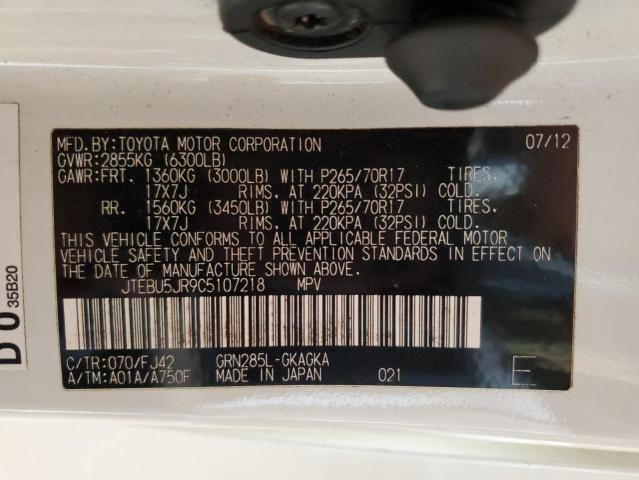 MFD.BY:TOYOTA MOTOR CORPORATION 07/12
GVWR:2855KG (6300LB)
GAWR:FRT. 1360KG (3000LB) WITH P265/70R17 TIRES,
17X7J RIMS, AT 220KPA (32PSI) COLD.
RR. 1560KG (3450LB) WITH P265/70R17 TIRES,
17X7J RIMS, AT 220KPA (32PSI) COLD.
THIS VEHICLE CONFORMS TO ALL APPLICABLE FEDERAL MOTOR
VEHICLE SAFETY AND THEFT PREVENTION STANDARDS IN EFFECT ON
THE DATE OF MANUFACTURE SHOWN ABOVE.
JTEBU5JR9C5107218 MPV
C/TR:070/FJ42 GRN285L-GKAGKA
A/TM:A01A/A750F MADE IN JAPAN 021 E
D 0 35B20